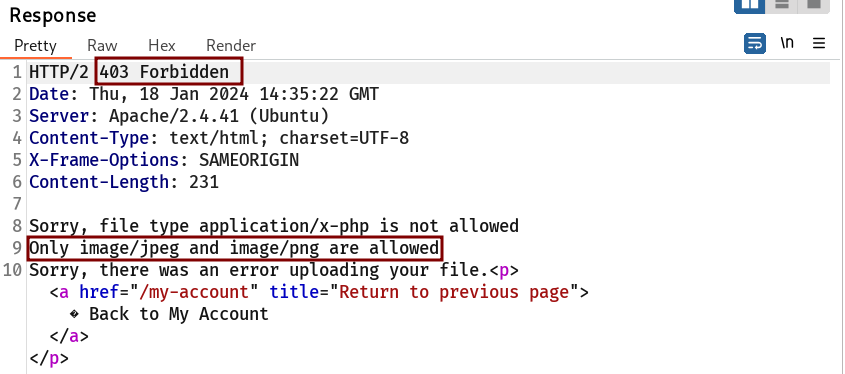 Response
Pretty Raw Hex Render
\n
1 HTTP/2 403 Forbidden
2 Date: Thu, 18 Jan 2024 14:35:22 GMT
3 Server: Apache/2.4.41 (Ubuntu)
4 Content-Type: text/html; charset=UTF-8
5 X-Frame-Options: SAMEORIGIN
6 Content-Length: 231
7
8 Sorry, file type application/x-php is not allowed
9 Only image/jpeg and image/png are allowed
10 Sorry, there was an error uploading your file.<p>
<a href="/my-account" title="Return to previous page">
� Back to My Account
</a>
</p>